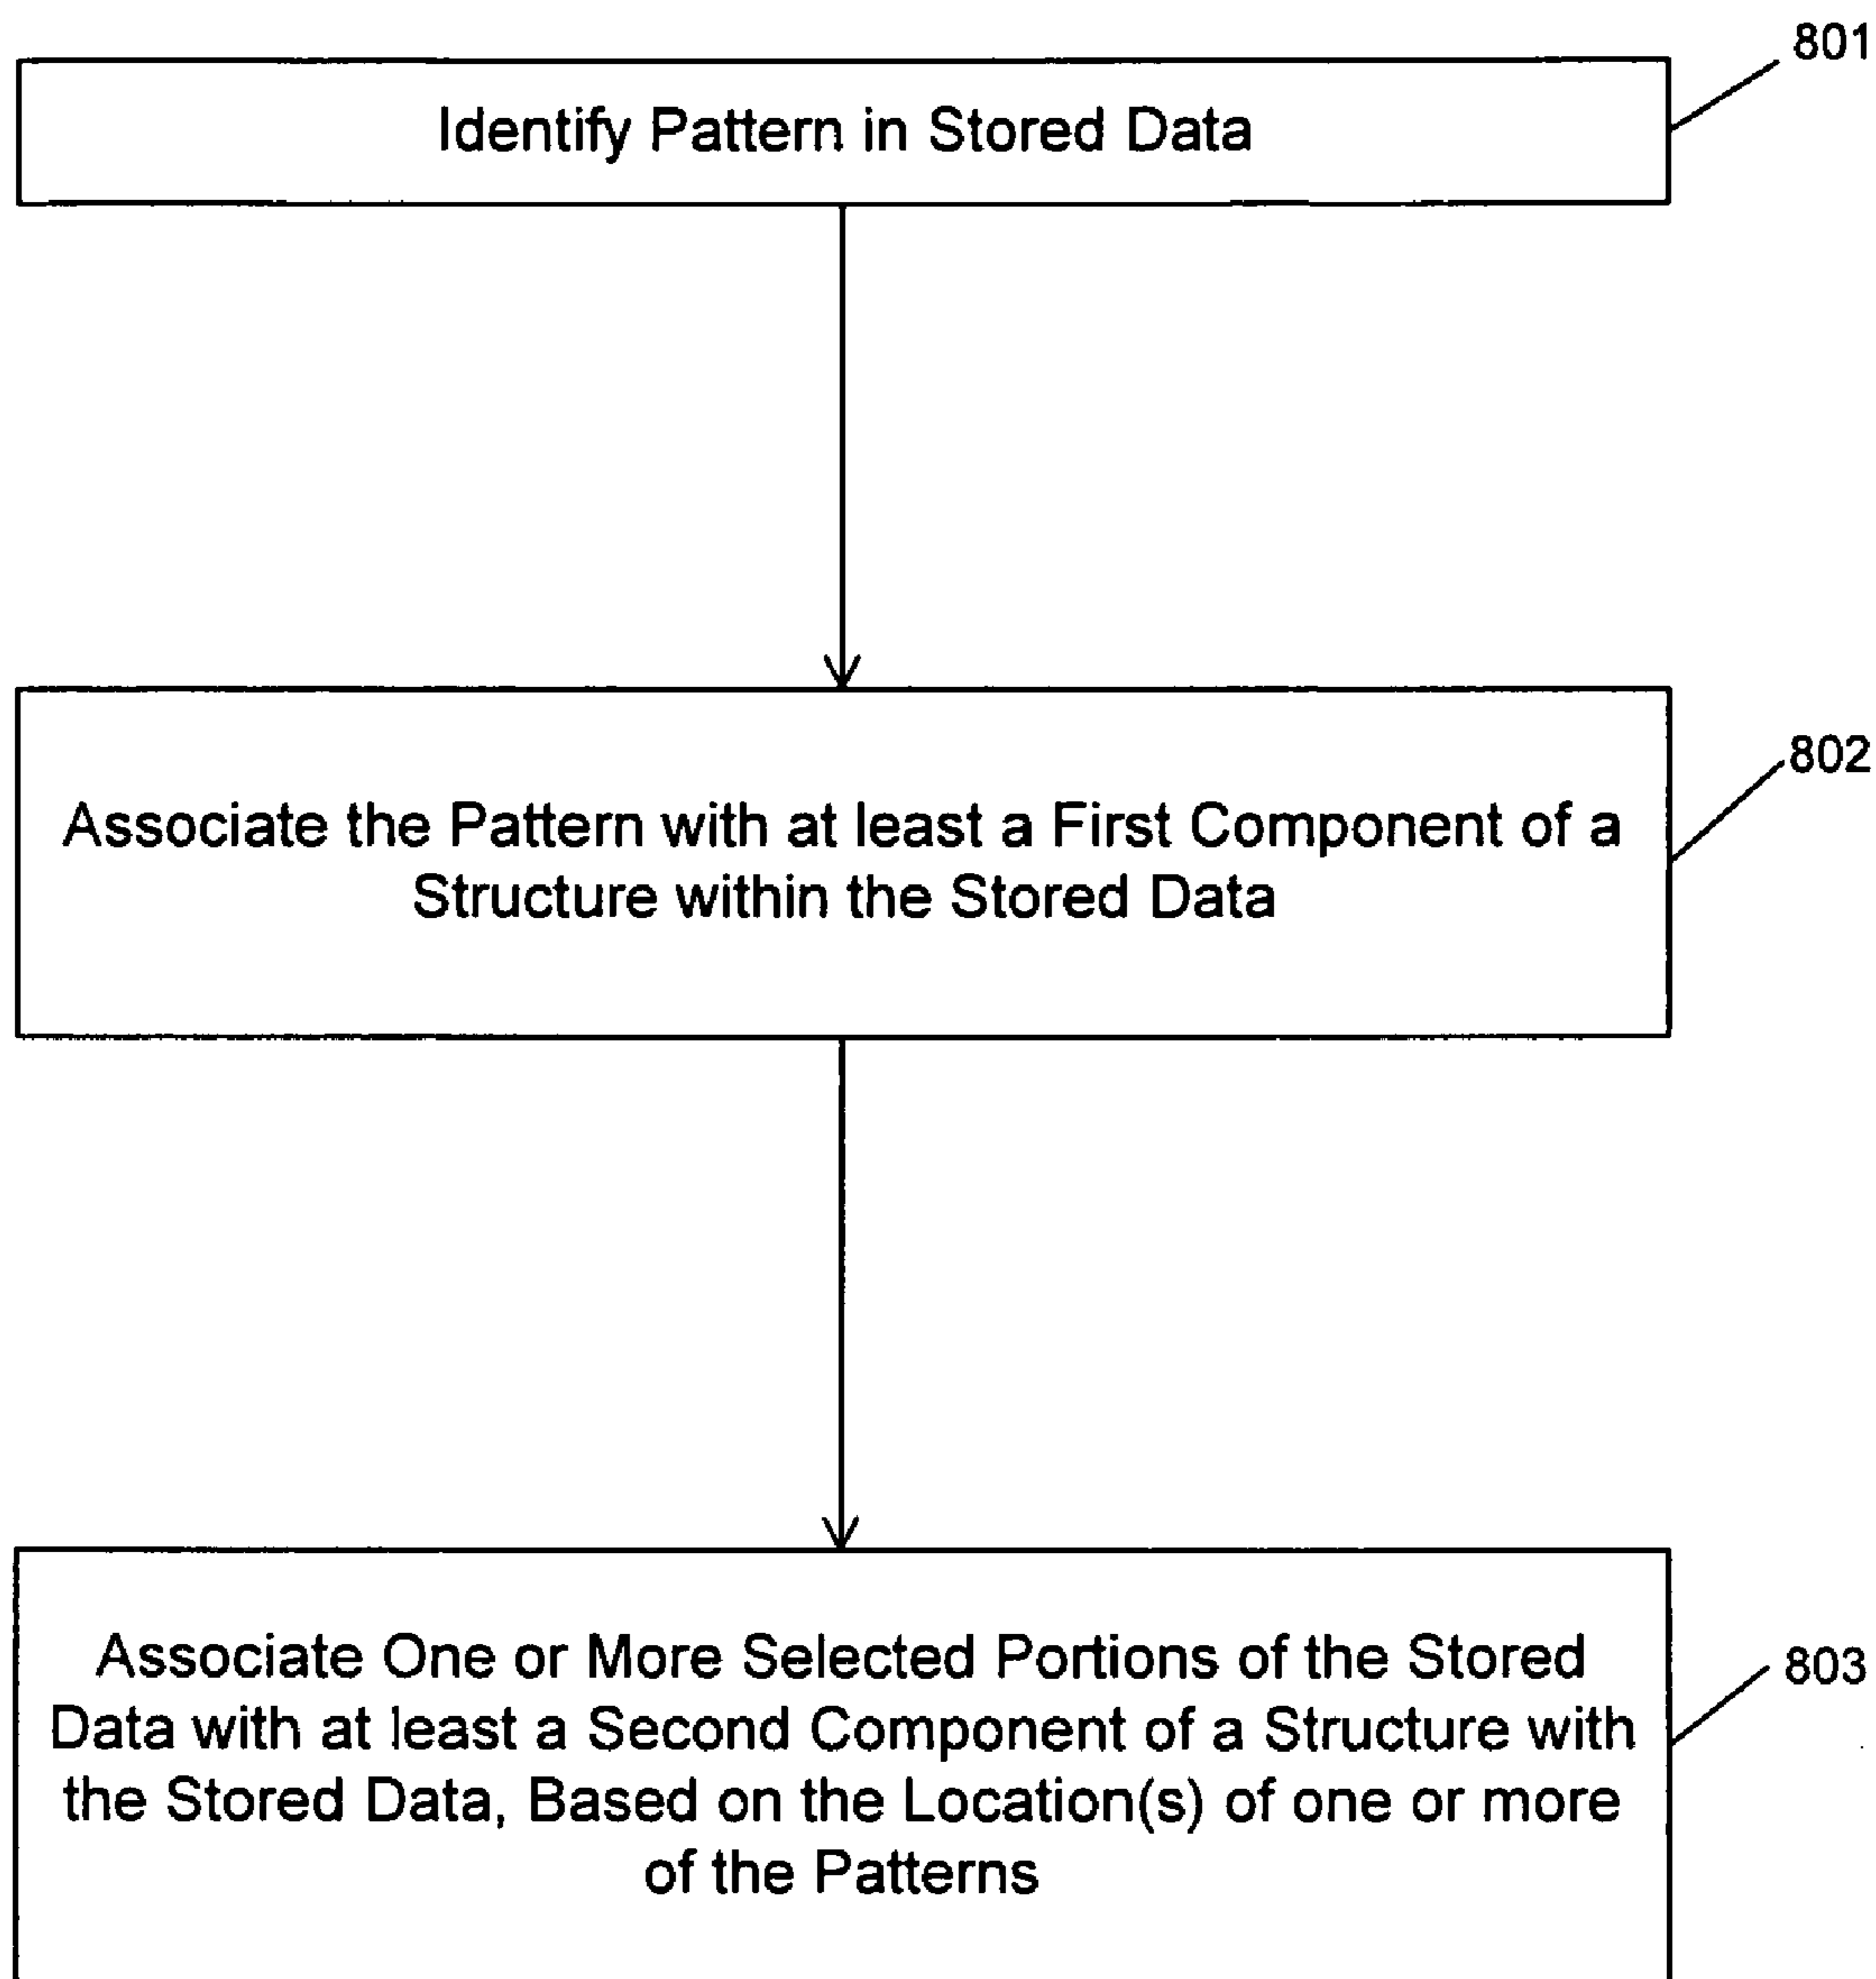 801
Identify Pattern in Stored Data
802
Associate the Pattern with at least a First Component of a
Structure within the Stored Data
803
Associate One or More Selected Portions of the Stored
Data with at least a Second Component of a Structure with
the Stored Data, Based on the Location(s) of one or more
of the Patterns